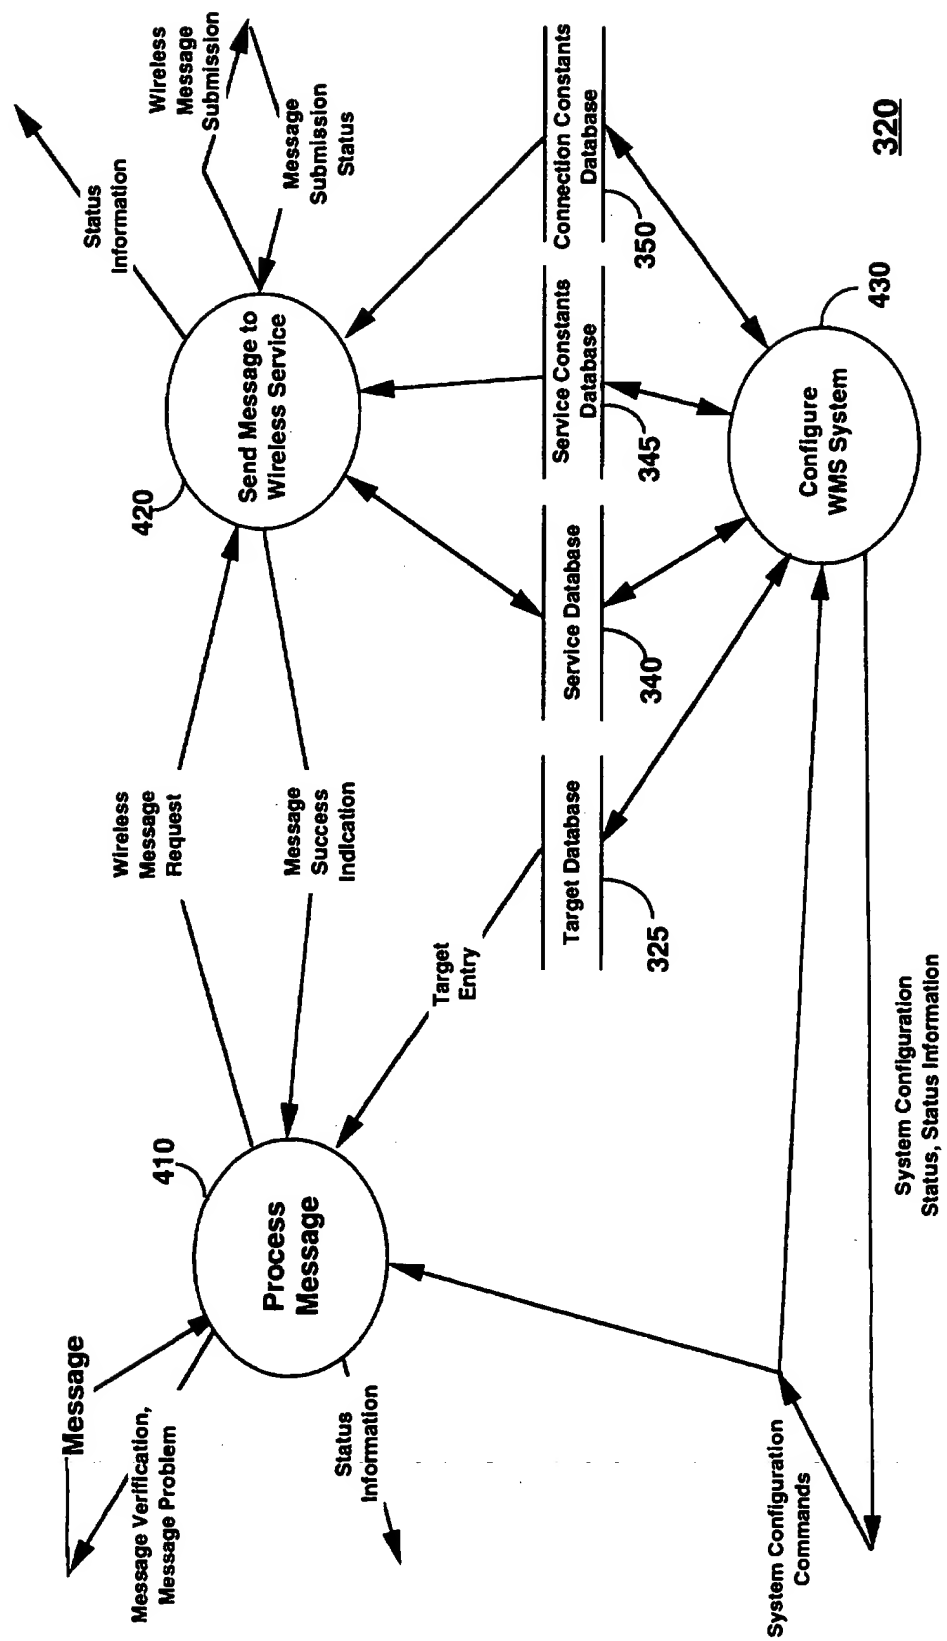 Message
Message Verification,
Message Problem
Status
Information
410
Process
Message
Wireless
Message
Request
Message
Success
Indication
Target
Entry
420
Send Message to
Wireless Service
Status
Information
Wireless
Message
Submission
Message
Submission
Status
Target Database
325
Service Database
340
Service Constants
Database
345
Connection Constants
Database
350
System Configuration
Commands
System Configuration
Status, Status Information
Configure
WMS System
430
320